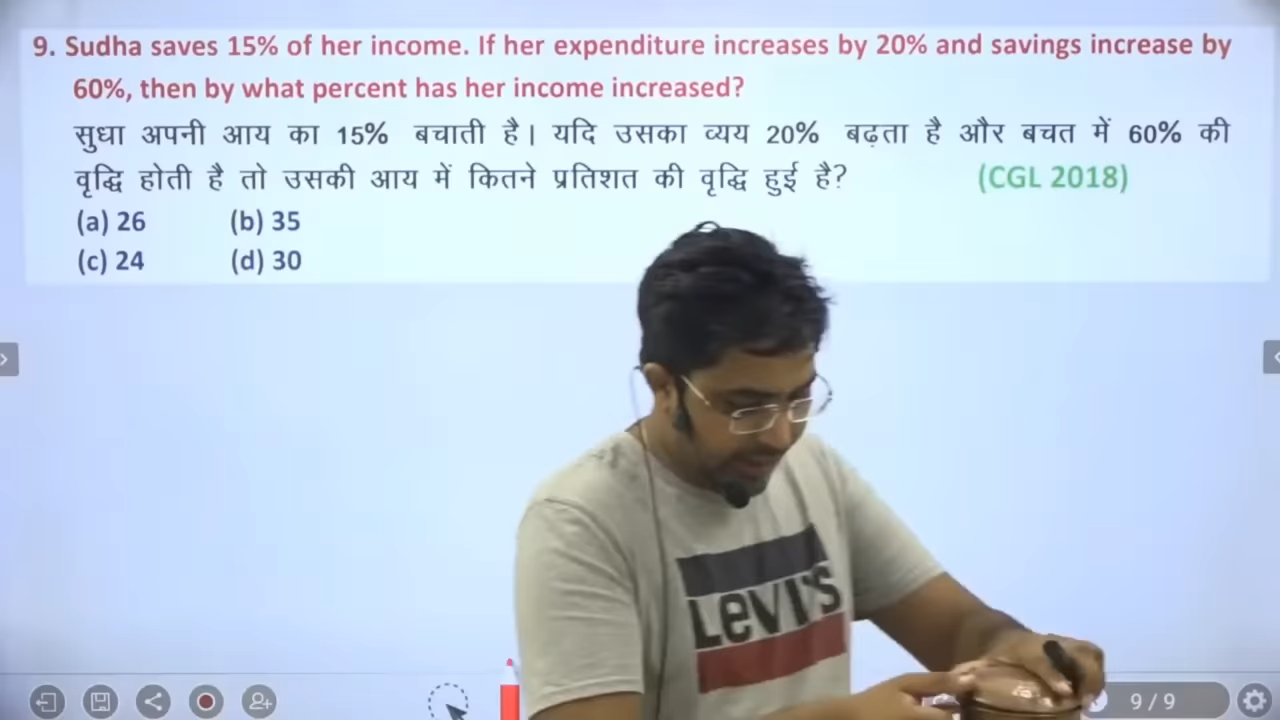 9. Sudha saves 15% of her income. If her expenditure increases by 20% and savings increase by
60%, then by what percent has her income increased?
सुधा अपनी आय का 15% बचाती है। यदि उसका व्यय 20% बढ़ता है और बचत में 60% की
वृद्धि होती है तो उसकी आय में कितने प्रतिशत की वृद्धि हुई है? (CGL 2018)
(a) 26 (b) 35
(c) 24 (d) 30
LEVI'S
9 / 9